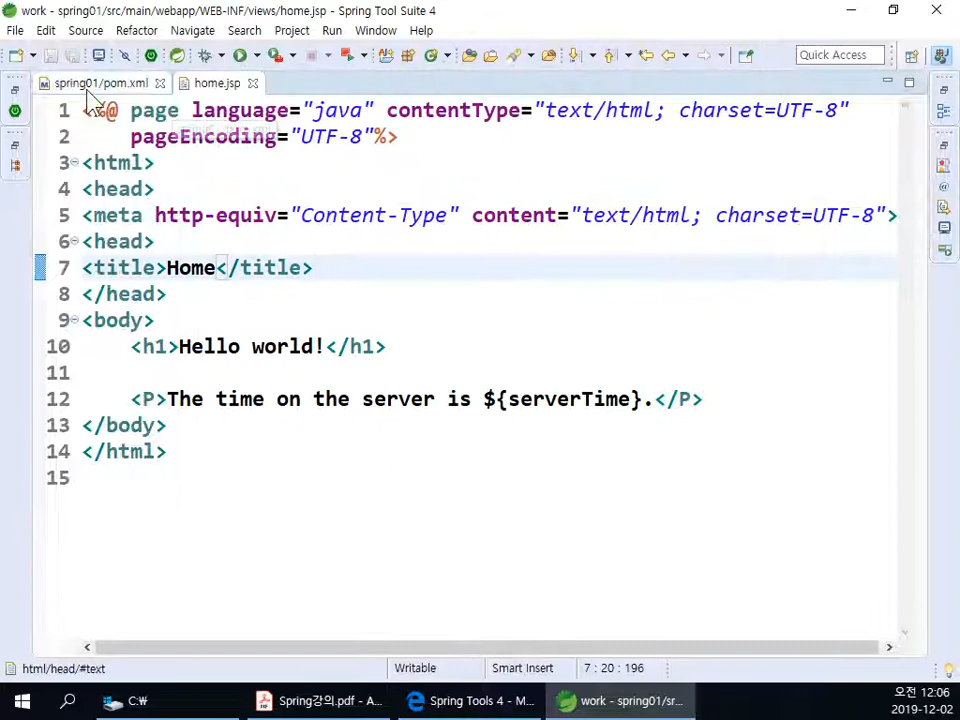 work - spring01/src/main/webapp/WEB-INF/views/home.jsp - Spring Tool Suite 4
File Edit Source Refactor Navigate Search Project Run Window Help
Quick Access
spring01/pom.xml home.jsp
1 <%@ page language="java" contentType="text/html; charset=UTF-8"
2 pageEncoding="UTF-8"%>
3 <html>
4 <head>
5 <meta http-equiv="Content-Type" content="text/html; charset=UTF-8">
6 <head>
7 <title>Home</title>
8 </head>
9 <body>
10 <h1>Hello world!</h1>
11
12 <P>The time on the server is ${serverTime}.</P>
13 </body>
14 </html>
15
html/head/#text Writable Smart Insert 7 : 20 : 196
C:₩ Spring강의.pdf - A... Spring Tools 4 - M... work - spring01/sr...
오전 12:06
2019-12-02